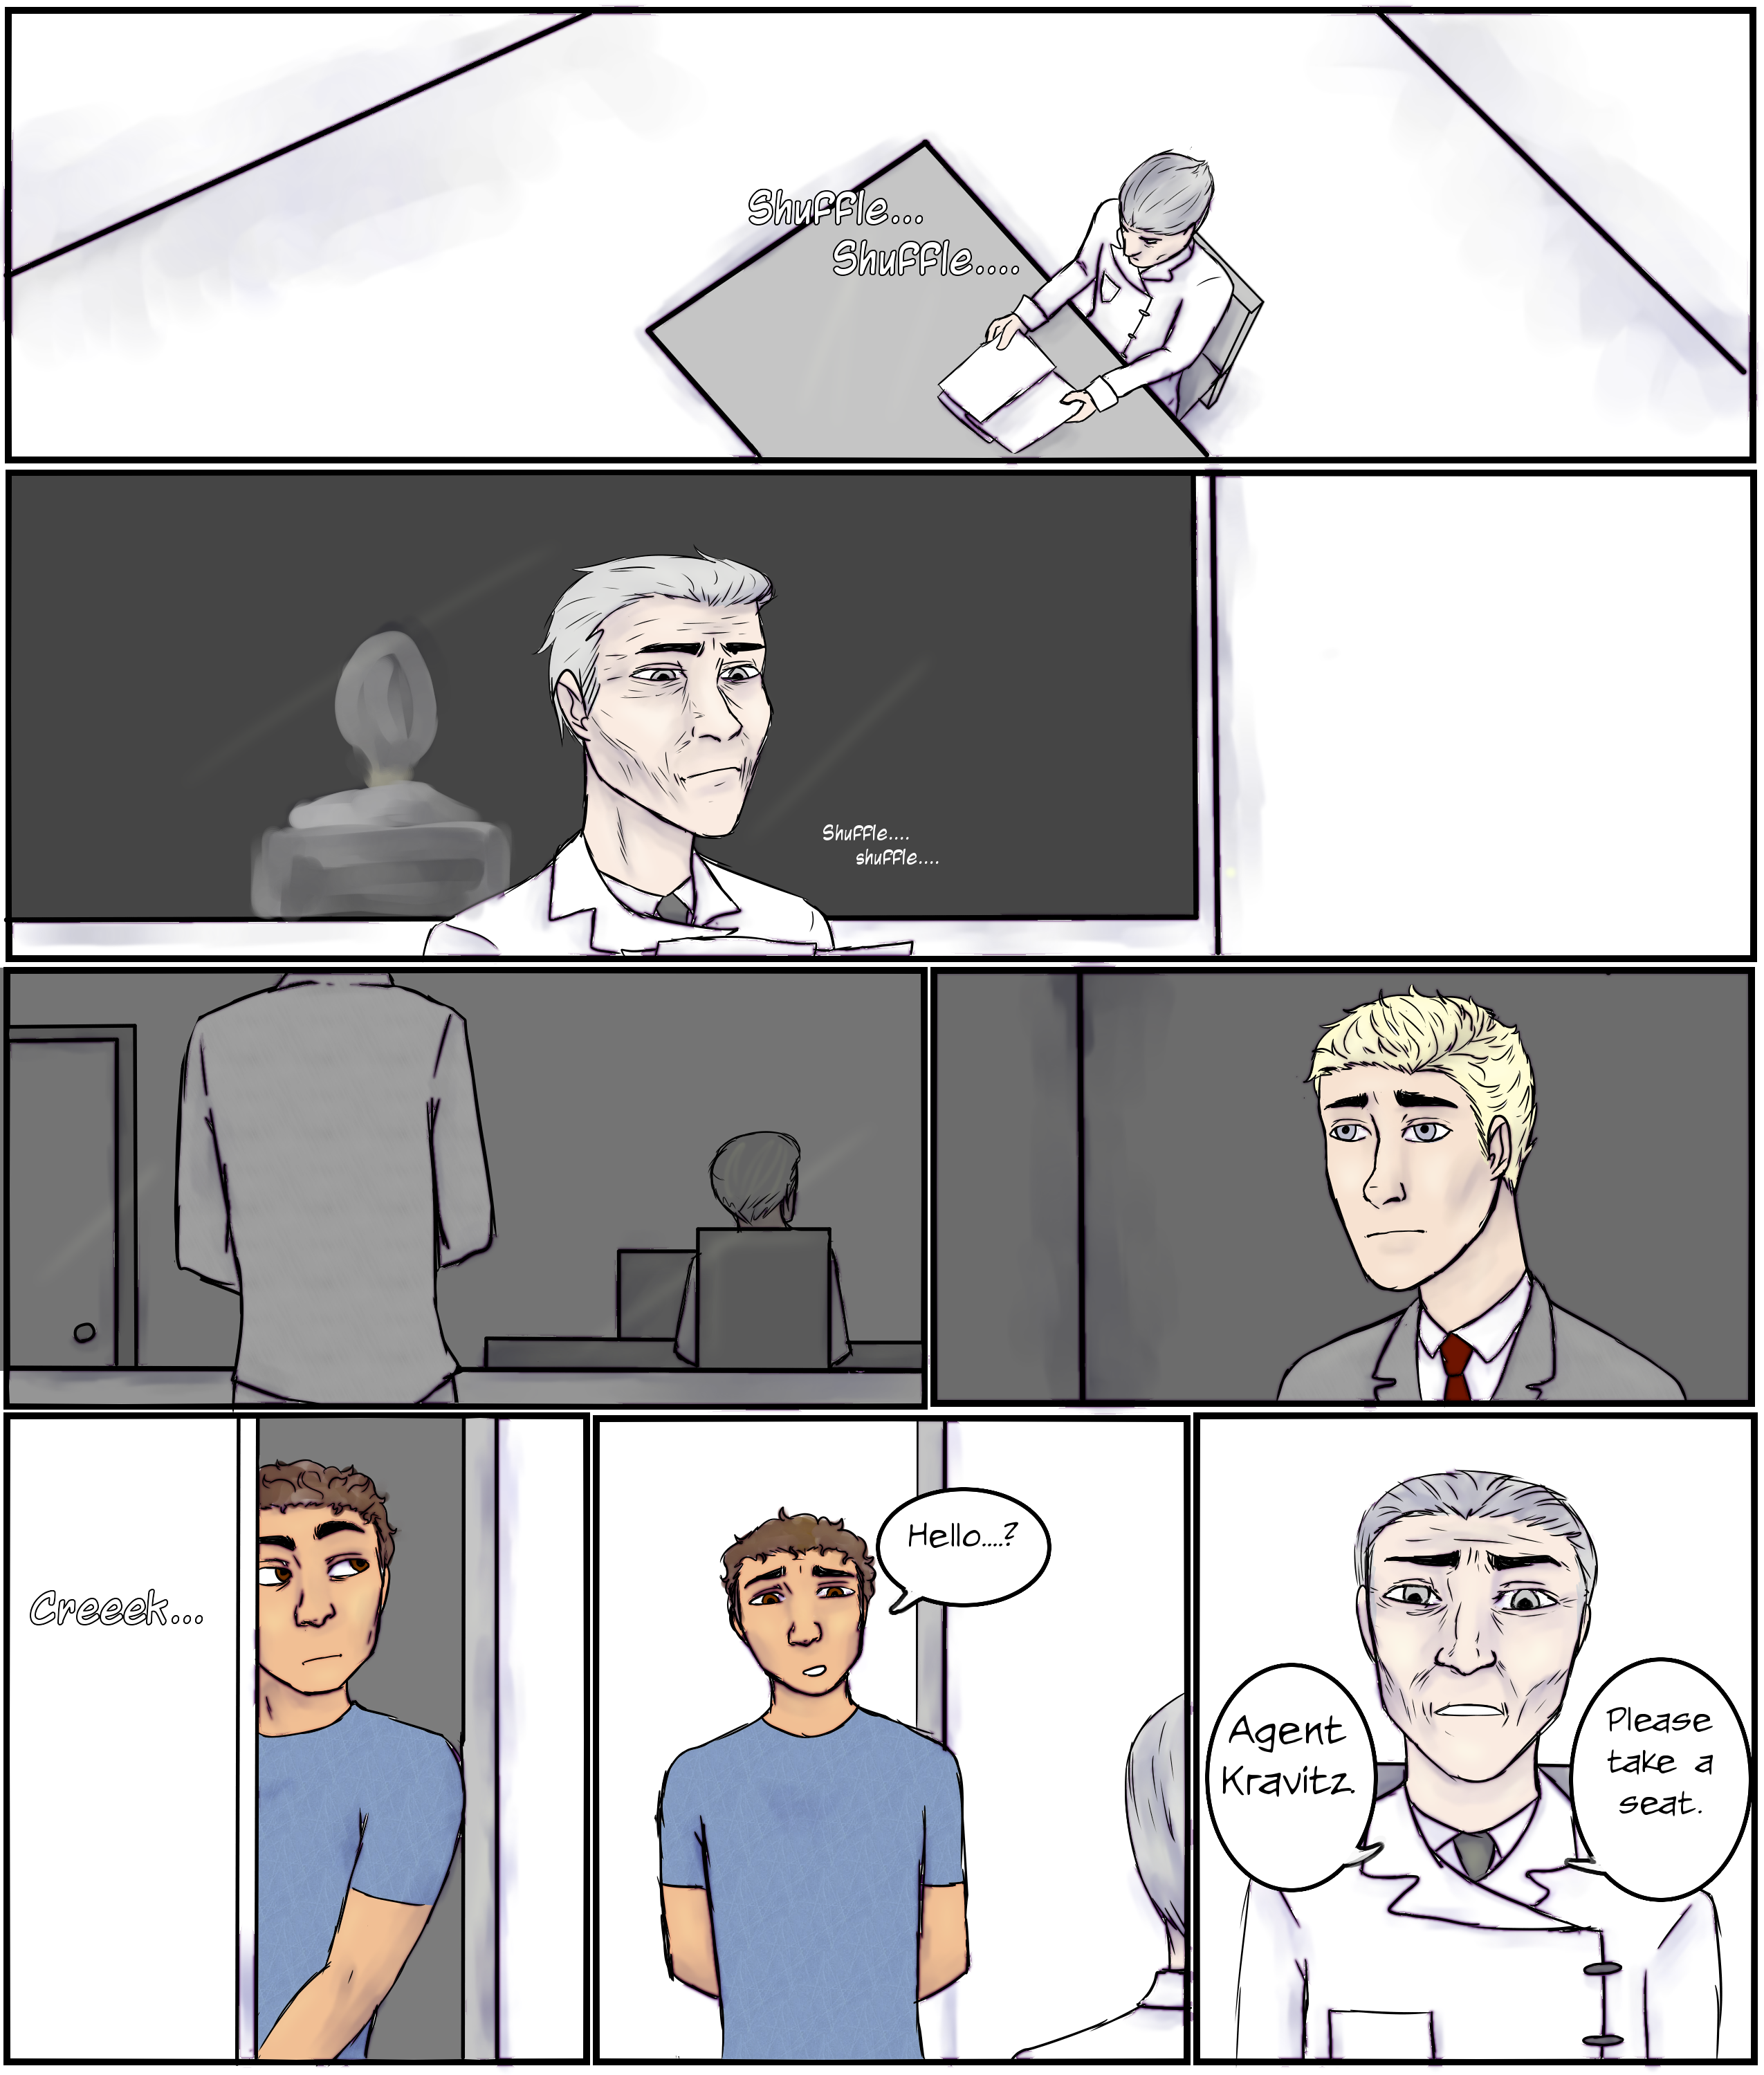 Shuffle...
Shuffle....
Shuffle....
shuffle....
Creeek...
Hello....?
Agent
Kravitz.
Please
take a
seat.